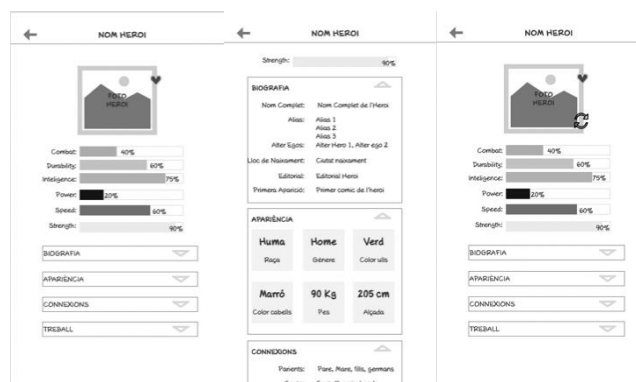 NOM HEROI
FOTO
HEROI
Combat: 40%
Durability: 60%
Inteligence: 75%
Power: 20%
Speed: 60%
Strength: 90%
BIOGRAFIA
APARIÈNCIA
CONNEXIONS
TREBALL
NOM HEROI
Strength: 90%
BIOGRAFIA
Nom Complet: Nom Complet de l'Heroi
Alias: Alias 1
Alias 2
Alias 3
Alter Egos: Alter Hero 1, Alter ego 2
Lloc de Naixament: Ciutat naixament
Editorial: Editorial Heroi
Primera Aparició: Primer comic de l'heroi
APARIÈNCIA
Huma Home Verd
Raça Gènere Color ulls
Marró 90 Kg 205 cm
Color cabells Pes Alçada
CONNEXIONS
Parients: Pare, Mare, fills, germans
NOM HEROI
FOTO
HEROI
Combat: 40%
Durability: 60%
Inteligence: 75%
Power: 20%
Speed: 60%
Strength: 90%
BIOGRAFIA
APARIÈNCIA
CONNEXIONS
TREBALL